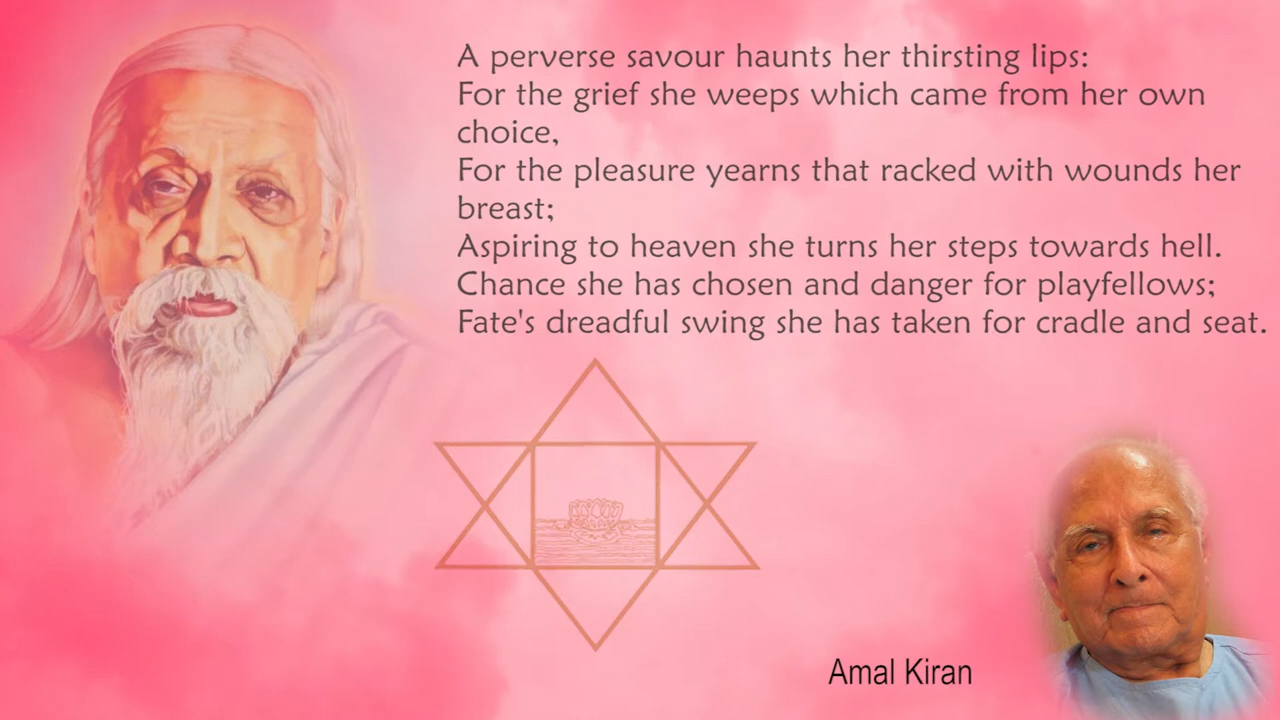 A perverse savour haunts her thirsting lips:
For the grief she weeps which came from her own
choice,
For the pleasure yearns that racked with wounds her
breast;
Aspiring to heaven she turns her steps towards hell.
Chance she has chosen and danger for playfellows;
Fate's dreadful swing she has taken for cradle and seat.
Amal Kiran